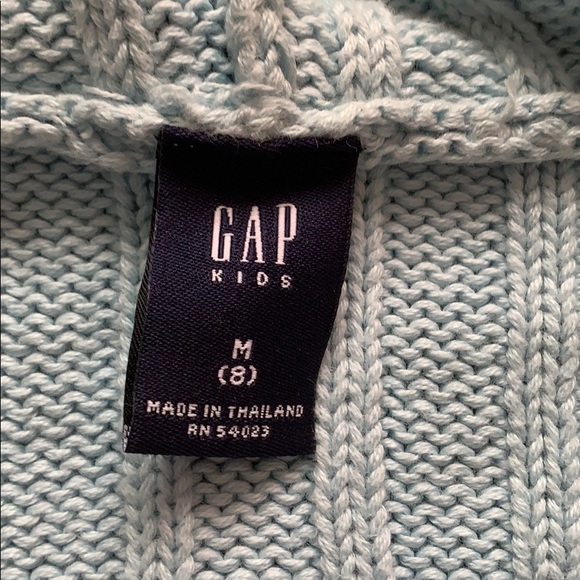 GAP
KIDS
M
(8)
MADE IN THAILAND
RN 54023